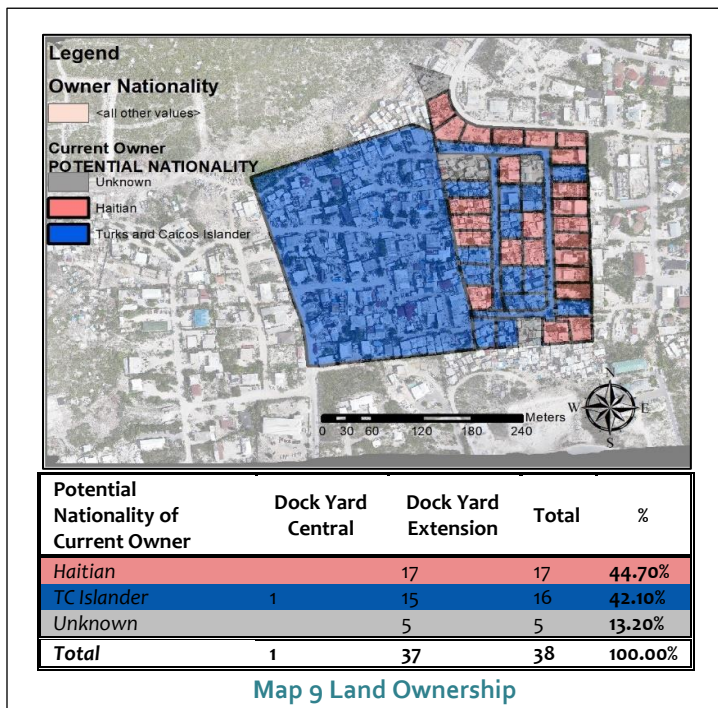 Legend
Owner Nationality
<all other values>
Current Owner
POTENTIAL NATIONALITY
Unknown
Haitian
Turks and Caicos Islander
N
W E
S
Meters
0 30 60 120 180 240
Potential Nationality of Current Owner Dock Yard Central Dock Yard Extension Total %
Haitian 17 17 44.70%
TC Islander 1 15 16 42.10%
Unknown 5 5 13.20%
Total 1 37 38 100.00%
Map 9 Land Ownership